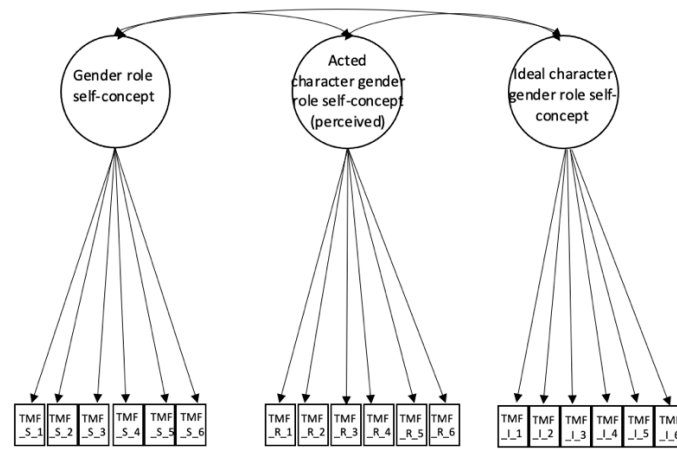 Gender role
self-concept
Acted
character gender
role self-concept
(perceived)
Ideal character
gender role self-
concept
TMF
_S_1
TMF
_S_2
TMF
_S_3
TMF
_S_4
TMF
_S_5
TMF
_S_6
TMF
_R_1
TMF
_R_2
TMF
_R_3
TMF
_R_4
TMF
_R_5
TMF
_R_6
TMF
_I_1
TMF
_I_2
TMF
_I_3
TMF
_I_4
TMF
_I_5
TMF
_I_6